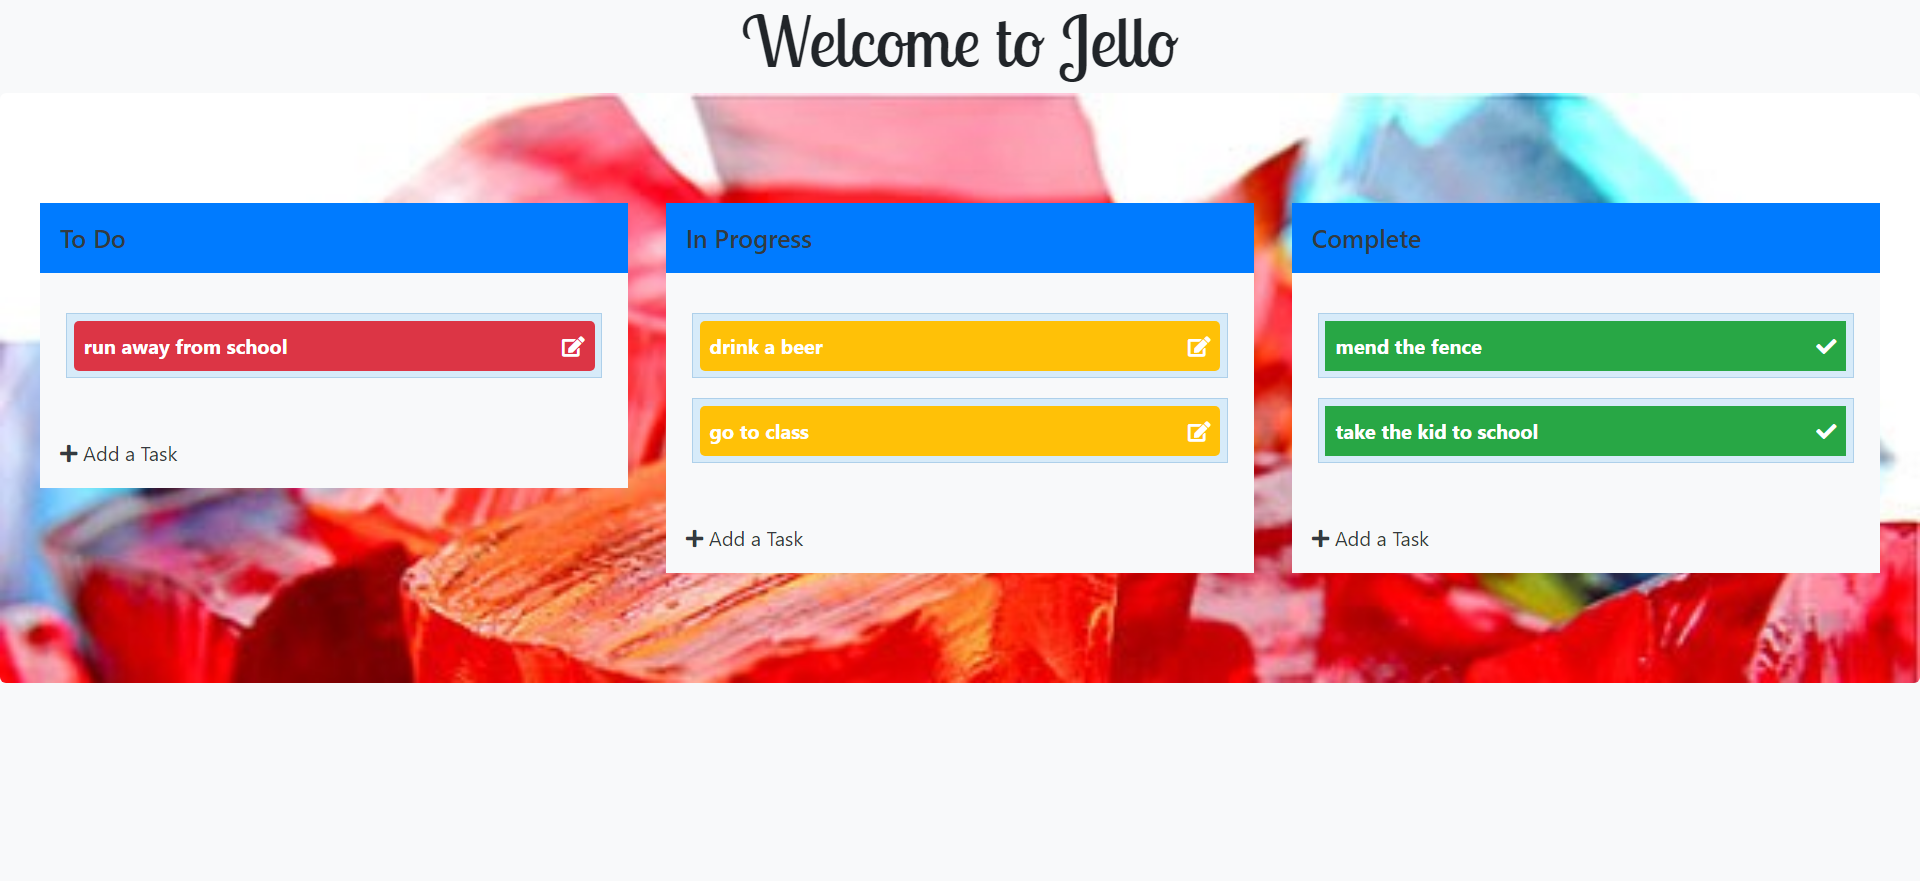 Welcome to Jello
To Do
run away from school
Add a Task
In Progress
drink a beer
go to class
Add a Task
Complete
mend the fence
take the kid to school
Add a Task